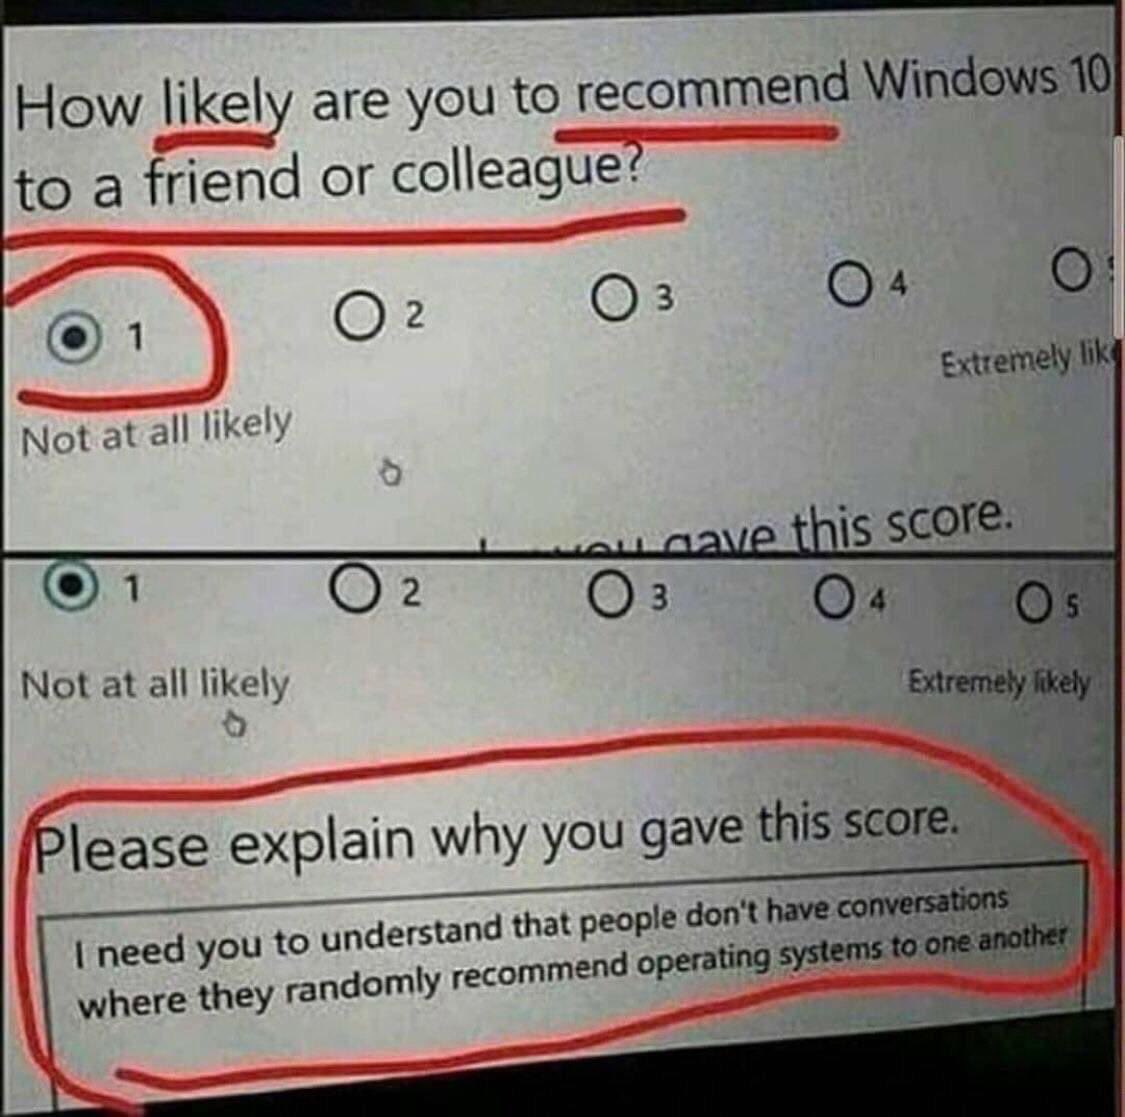 How likely are you to recommend Windows 10
to a friend or colleague?
1 2 3 4
Extremely
Not at all likely
gave this score.
1 2 3 4 5
Not at all likely Extremely likely
Please explain why you gave this score.
I need you to understand that people don't have conversations
where they randomly recommend operating systems to one another